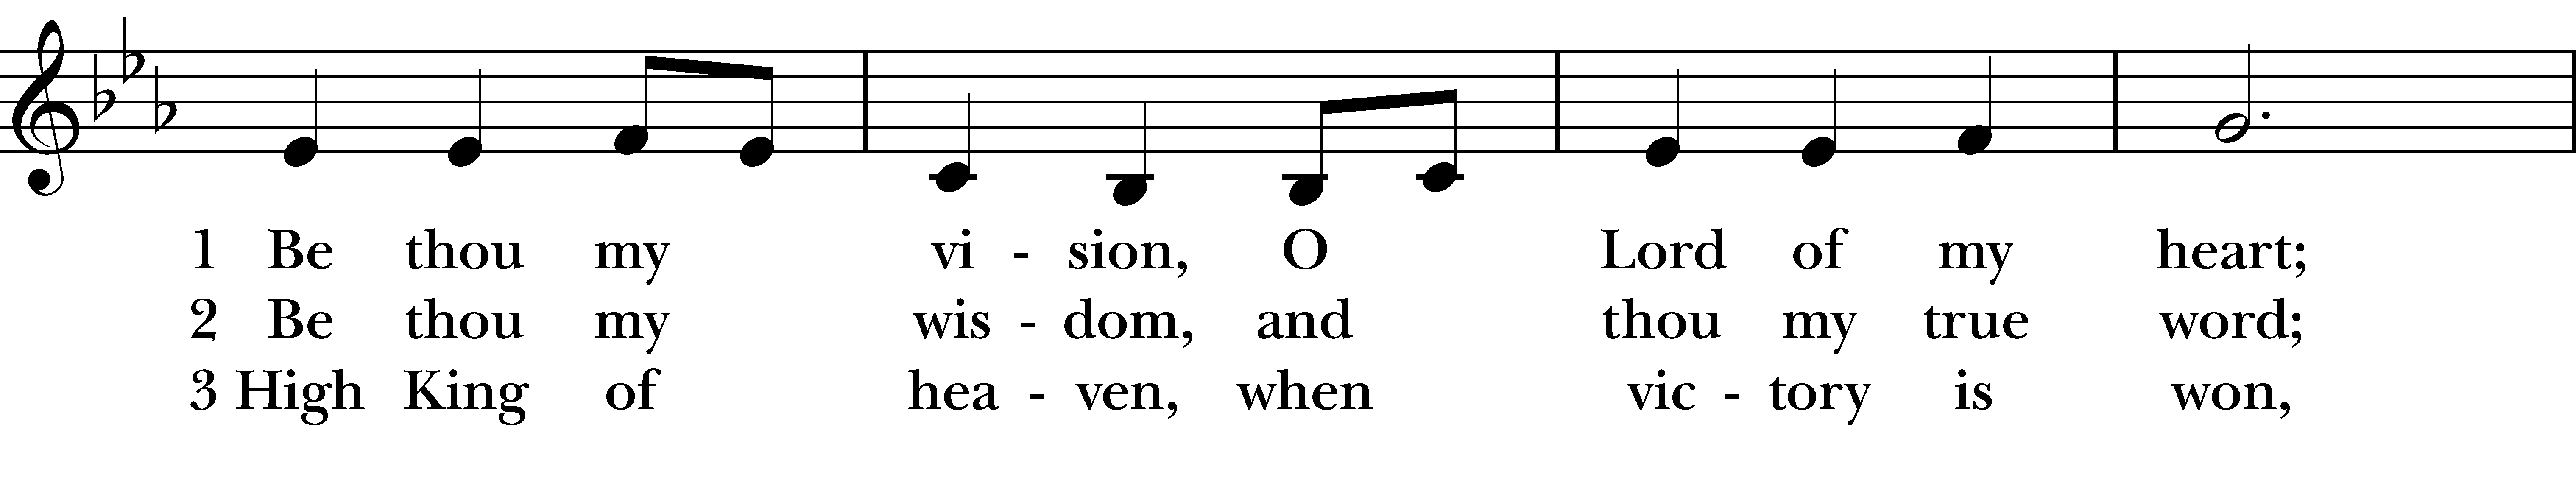 1 Be thou my vi - sion, O Lord of my heart;
2 Be thou my wis - dom, and thou my true word;
3 High King of hea - ven, when vic - tory is won,